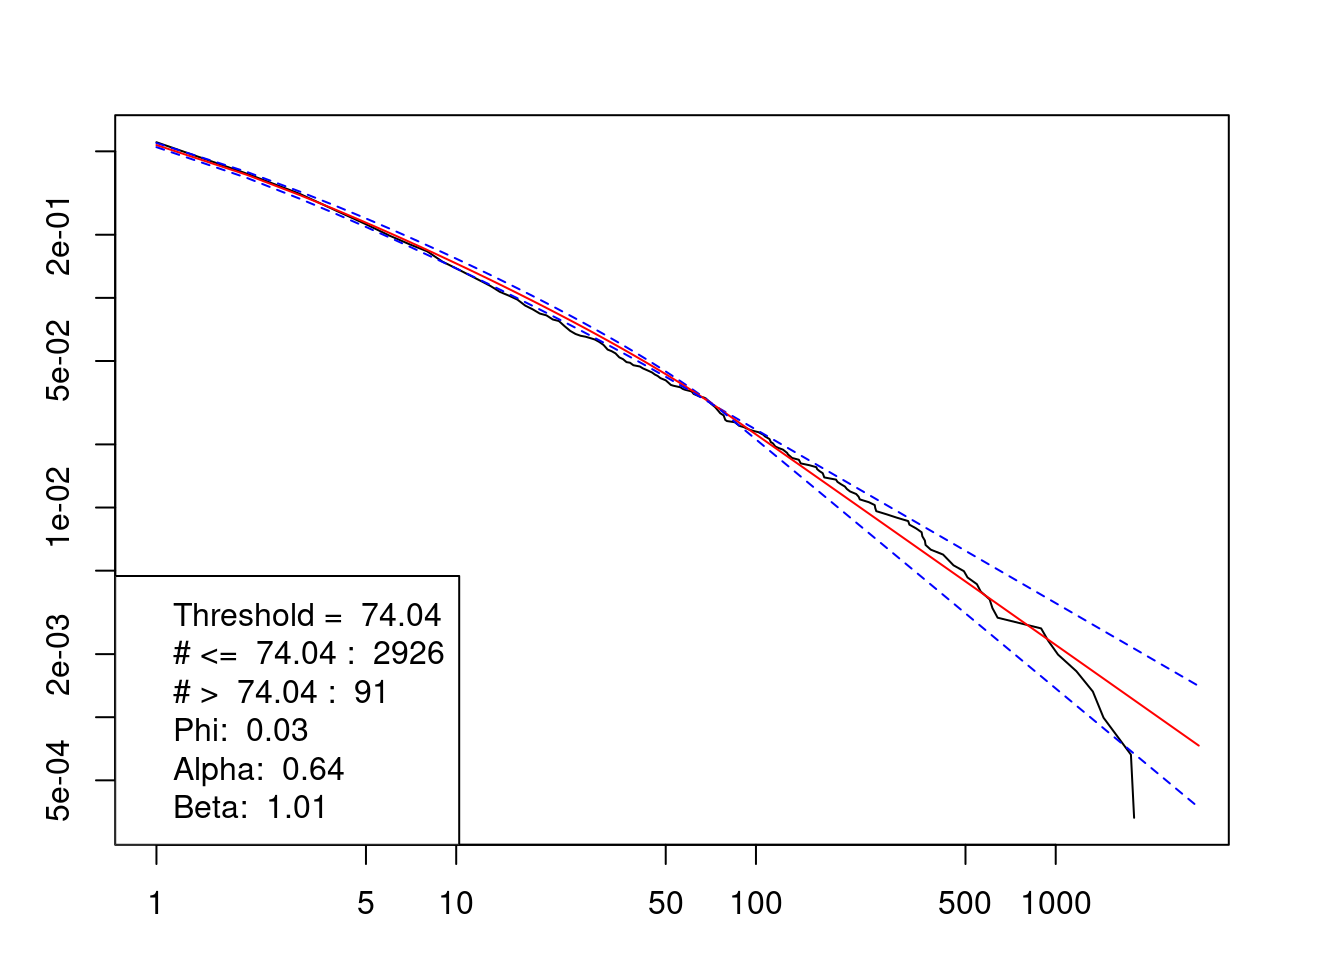 2e-01
5e-02
1e-02
2e-03
5e-04
Threshold = 74.04
# <= 74.04 : 2926
# > 74.04 : 91
Phi: 0.03
Alpha: 0.64
Beta: 1.01
1 5 10 50 100 500 1000